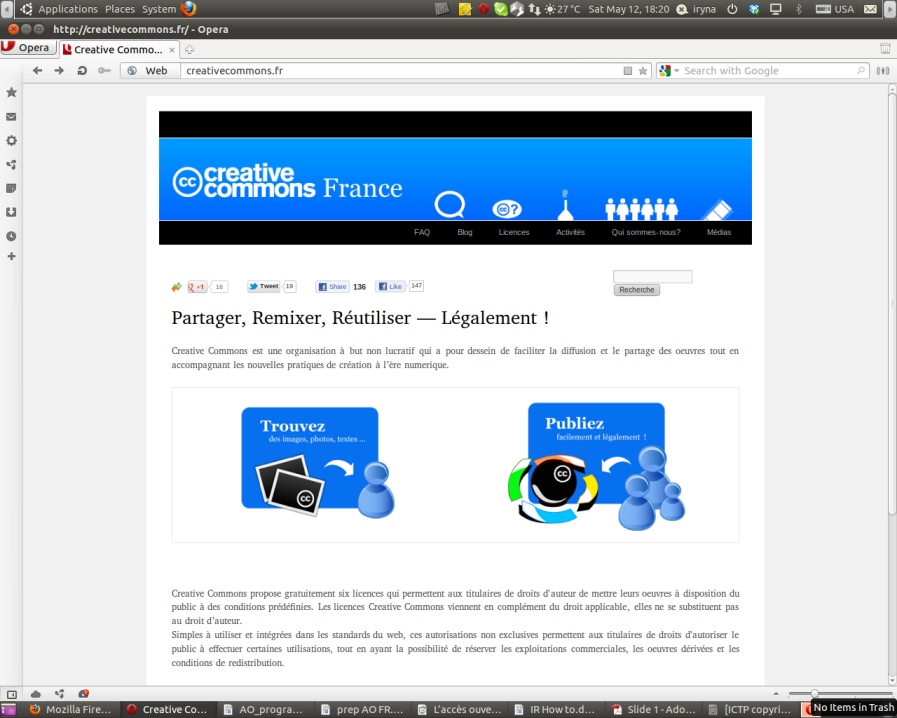 Applications Places System 27 °C Sat May 12, 18:20 iryna USA
http://creativecommons.fr/ - Opera
Opera Creative Commo...
Web creativecommons.fr Search with Google
cc creative commons France
cc?
FAQ Blog Licences Activités Qui sommes-nous? Médias
+1 16 Tweet 19 Share 136 Like 147
Recherche
Partager, Remixer, Réutiliser — Légalement !
Creative Commons est une organisation à but non lucratif qui a pour dessein de faciliter la diffusion et le partage des oeuvres tout en
accompagnant les nouvelles pratiques de création à l'ère numerique.
Trouvez
des images, photos, textes ...
cc
Publiez
facilement et légalement !
cc
Creative Commons propose gratuitement six licences qui permettent aux titulaires de droits d'auteur de mettre leurs oeuvres à disposition du
public à des conditions prédéfinies. Les licences Creative Commons viennent en complément du droit applicable, elles ne se substituent pas
au droit d'auteur.
Simples à utiliser et intégrées dans les standards du web, ces autorisations non exclusives permettent aux titulaires de droits d'autoriser le
public à effectuer certaines utilisations, tout en ayant la possibilité de réserver les exploitations commerciales, les oeuvres dérivées et les
conditions de redistribution.
Mozilla Fire... Creative Co... AO_progra... prep AO FR.... L'accès ouve... IR How to.d... Slide 1 - Ado... [ICTP copyri... No Items in Trash